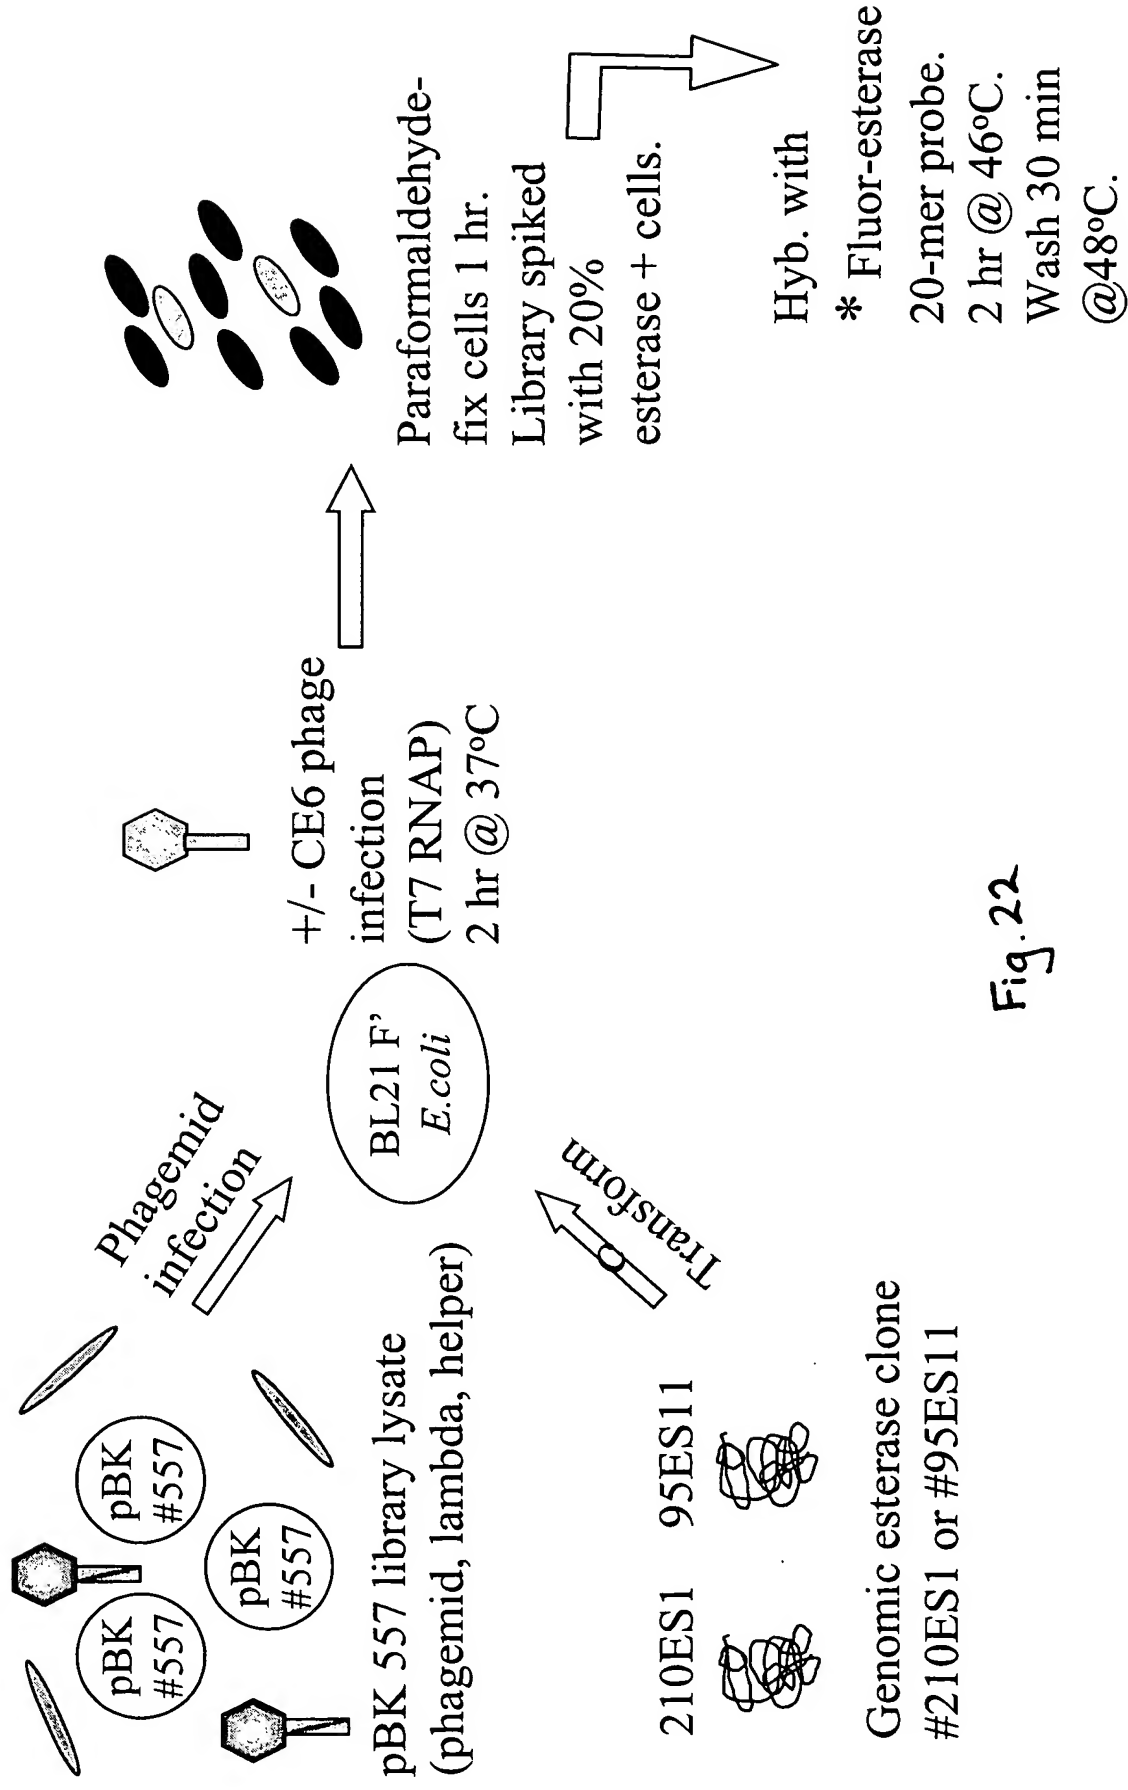 pBK
#557
pBK
#557
pBK
#557
pBK 557 library lysate
(phagemid, lambda, helper)
Phagemid
infection
210ES1
95ES11
Genomic esterase clone
#210ES1 or #95ES11
Transform
BL21 F’
E.coli
+/- CE6 phage
infection
(T7 RNAP)
2 hr @ 37ºC
Paraformaldehyde-
fix cells 1 hr.
Library spiked
with 20%
esterase + cells.
Hyb. with
* Fluor-esterase
20-mer probe.
2 hr @ 46ºC.
Wash 30 min
@48ºC.
Fig. 22